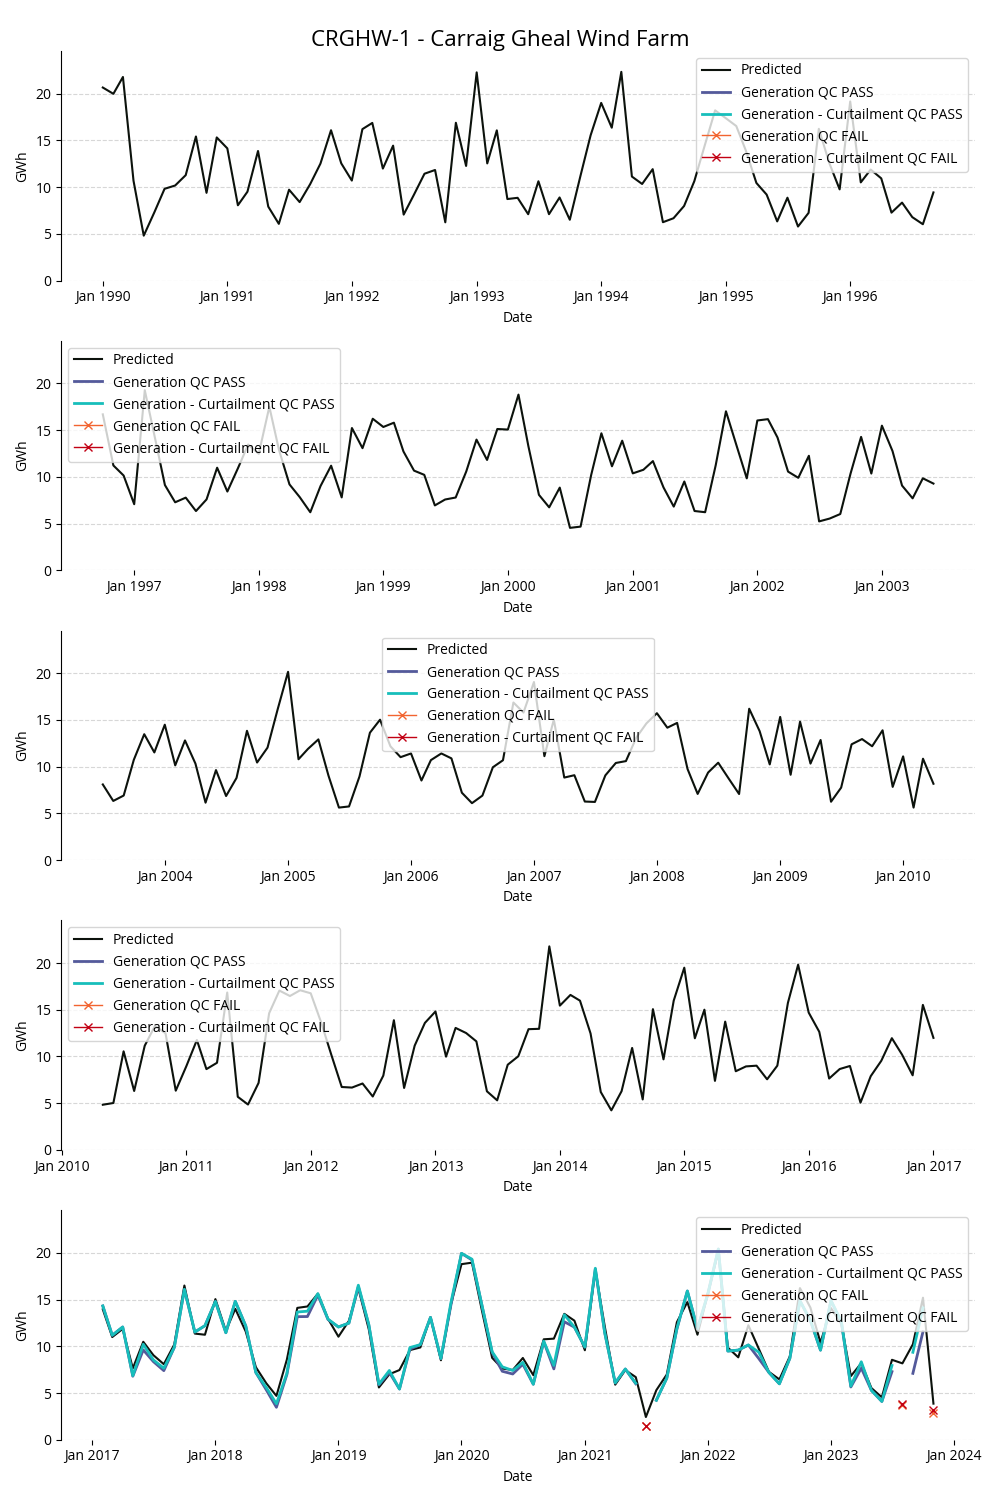 CRGHW-1 - Carraig Gheal Wind Farm
Predicted
Generation QC PASS
Generation - Curtailment QC PASS
Generation QC FAIL
Generation - Curtailment QC FAIL
GWh
20
15
10
5
0
Jan 1990 Jan 1991 Jan 1992 Jan 1993 Jan 1994 Jan 1995 Jan 1996
Date
Predicted
Generation QC PASS
Generation - Curtailment QC PASS
Generation QC FAIL
Generation - Curtailment QC FAIL
GWh
20
15
10
5
0
Jan 1997 Jan 1998 Jan 1999 Jan 2000 Jan 2001 Jan 2002 Jan 2003
Date
Predicted
Generation QC PASS
Generation - Curtailment QC PASS
Generation QC FAIL
Generation - Curtailment QC FAIL
GWh
20
15
10
5
0
Jan 2004 Jan 2005 Jan 2006 Jan 2007 Jan 2008 Jan 2009 Jan 2010
Date
Predicted
Generation QC PASS
Generation - Curtailment QC PASS
Generation QC FAIL
Generation - Curtailment QC FAIL
GWh
20
15
10
5
0
Jan 2010 Jan 2011 Jan 2012 Jan 2013 Jan 2014 Jan 2015 Jan 2016 Jan 2017
Date
Predicted
Generation QC PASS
Generation - Curtailment QC PASS
Generation QC FAIL
Generation - Curtailment QC FAIL
GWh
20
15
10
5
0
Jan 2017 Jan 2018 Jan 2019 Jan 2020 Jan 2021 Jan 2022 Jan 2023 Jan 2024
Date